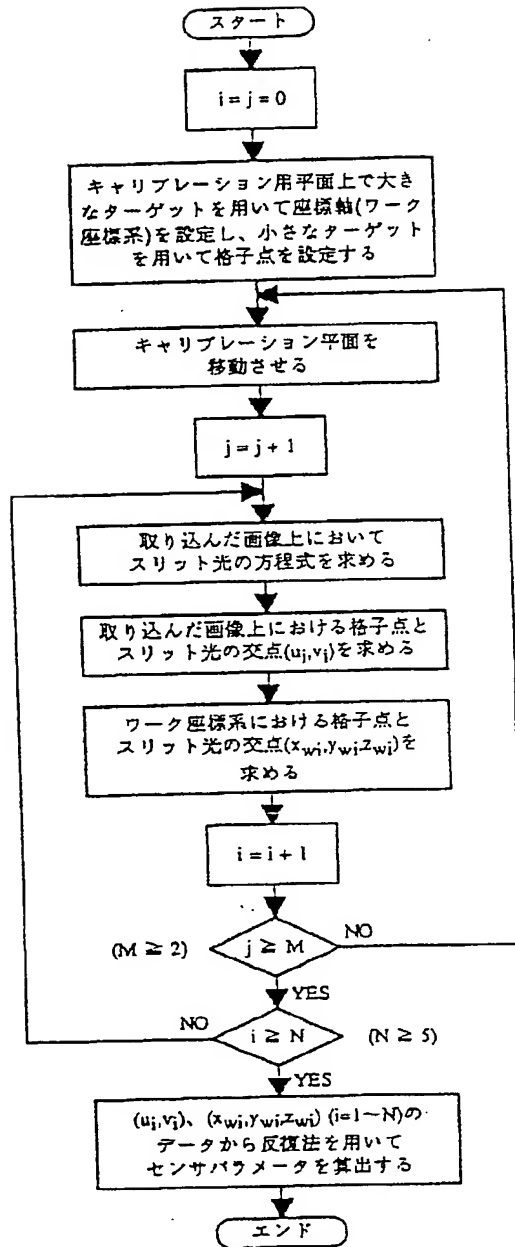 スタート
i = j = 0
キャリブレーション用平面上で大き
なターゲットを用いて座標軸(ワーク
座標系)を設定し、小さなターゲット
を用いて格子点を設定する
キャリブレーション平面を
移動させる
j = j + 1
取り込んだ画像上において
スリット光の方程式を求める
取り込んだ画像上における格子点と
スリット光の交点(uj,vj)を求める
ワーク座標系における格子点と
スリット光の交点(xwi,ywi,zwi)を
求める
i = i + 1
(M ≧ 2)
j ≧ M
NO
YES
NO
i ≧ N
(N ≧ 5)
YES
(ui,vi)、(xwi,ywi,zwi) (i=1~N)の
データから反復法を用いて
センサパラメータを算出する
エンド